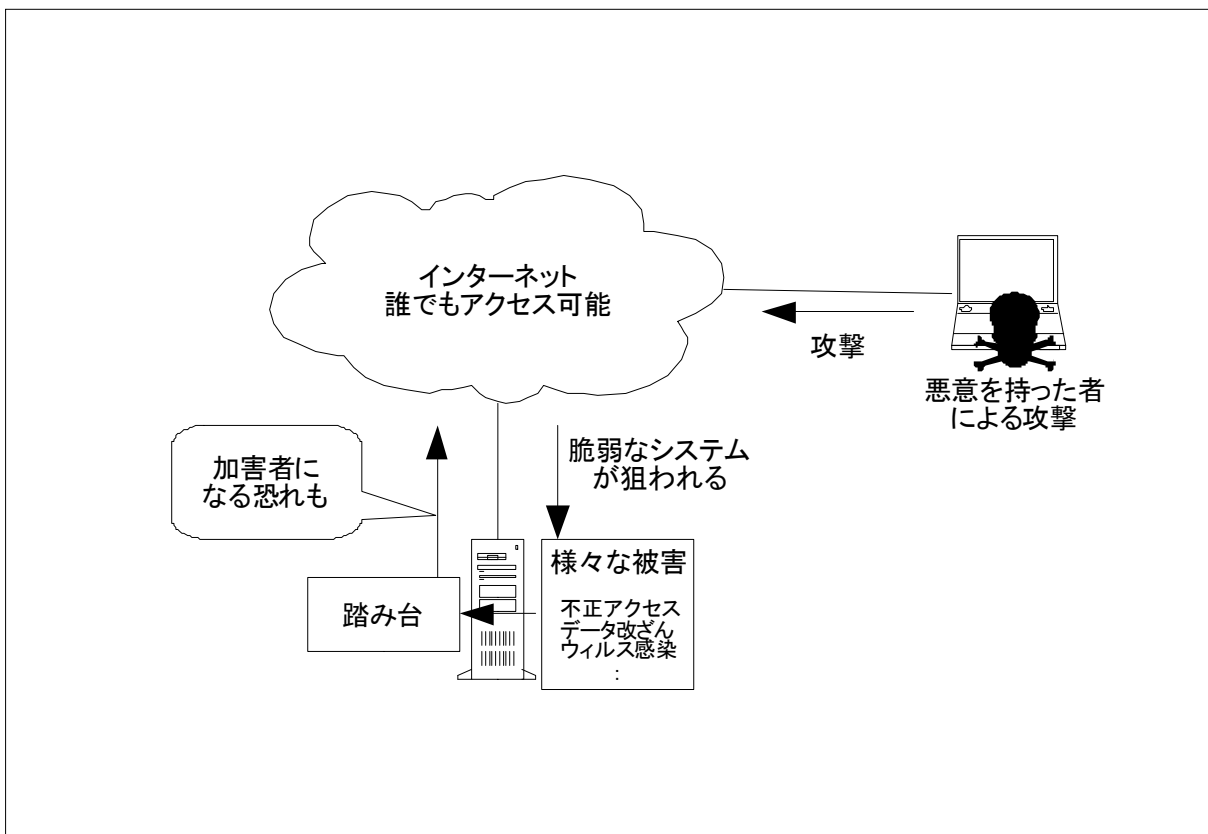 インターネット
誰でもアクセス可能
攻撃
悪意を持った者
による攻撃
脆弱なシステム
が狙われる
加害者に
なる恐れも
様々な被害
不正アクセス
データ改ざん
ウィルス感染
:
踏み台